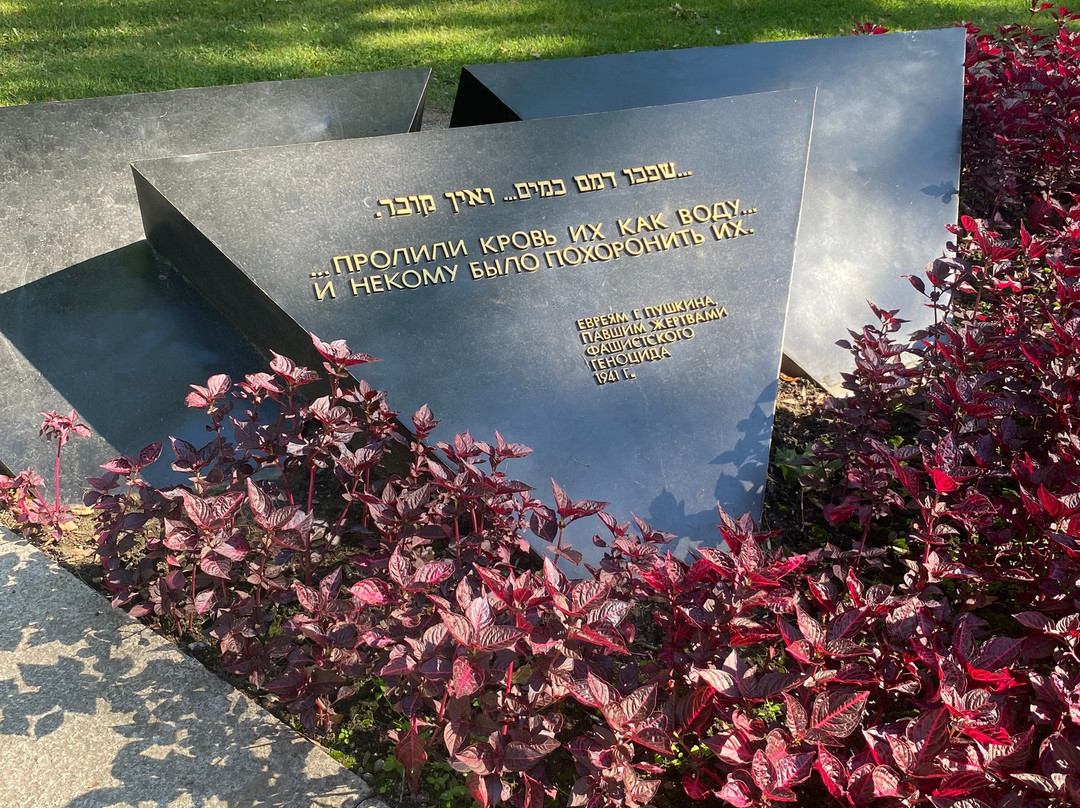 ...שפכו דמם כמים... ואין קובר.
...ПРОЛИЛИ КРОВЬ ИХ КАК ВОДУ...
И НЕКОМУ БЫЛО ПОХОРОНИТЬ ИХ.
ЕВРЕЯМ Г. ПУШКИНА,
ПАВШИМ ЖЕРТВАМИ
ФАШИСТСКОГО
ГЕНОЦИДА
1941 Г.